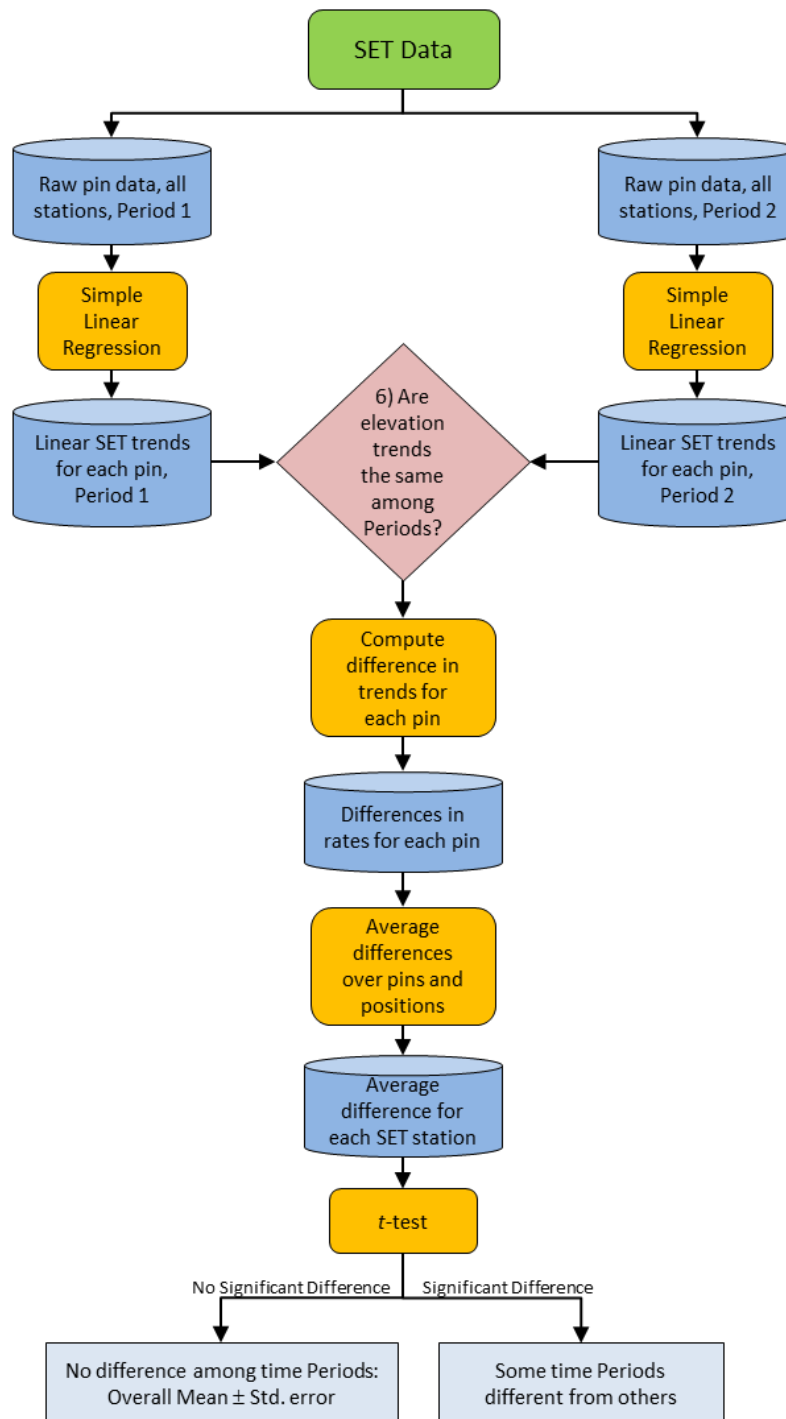 SET Data
Raw pin data, all
stations, Period 1
Raw pin data, all
stations, Period 2
Simple
Linear
Regression
Simple
Linear
Regression
Linear SET trends
for each pin,
Period 1
6) Are
elevation
trends
the same
among
Periods?
Linear SET trends
for each pin,
Period 2
Compute
difference in
trends for
each pin
Differences in
rates for each pin
Average
differences
over pins and
positions
Average
difference for
each SET station
t-test
No Significant Difference
Significant Difference
No difference among time Periods:
Overall Mean ± Std. error
Some time Periods
different from others